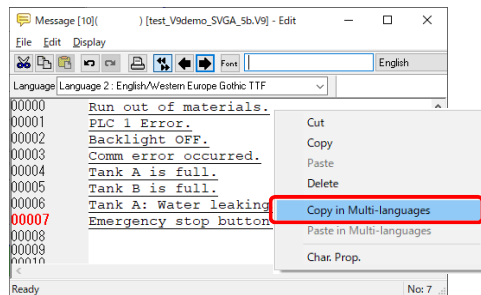 Message [10]( ) [test_V9demo_SVGA_5b.V9] - Edit
File Edit Display
Font English
Language Language 2 : English/Western Europe Gothic TTF
00000 Run out of materials.
00001 PLC 1 Error.
00002 Backlight OFF.
00003 Comm error occurred.
00004 Tank A is full.
00005 Tank B is full.
00006 Tank A: Water leaking
00007 Emergency stop button
00008
00009
00010
Cut
Copy
Paste
Delete
Copy in Multi-languages
Paste in Multi-languages
Char. Prop.
Ready No: 7